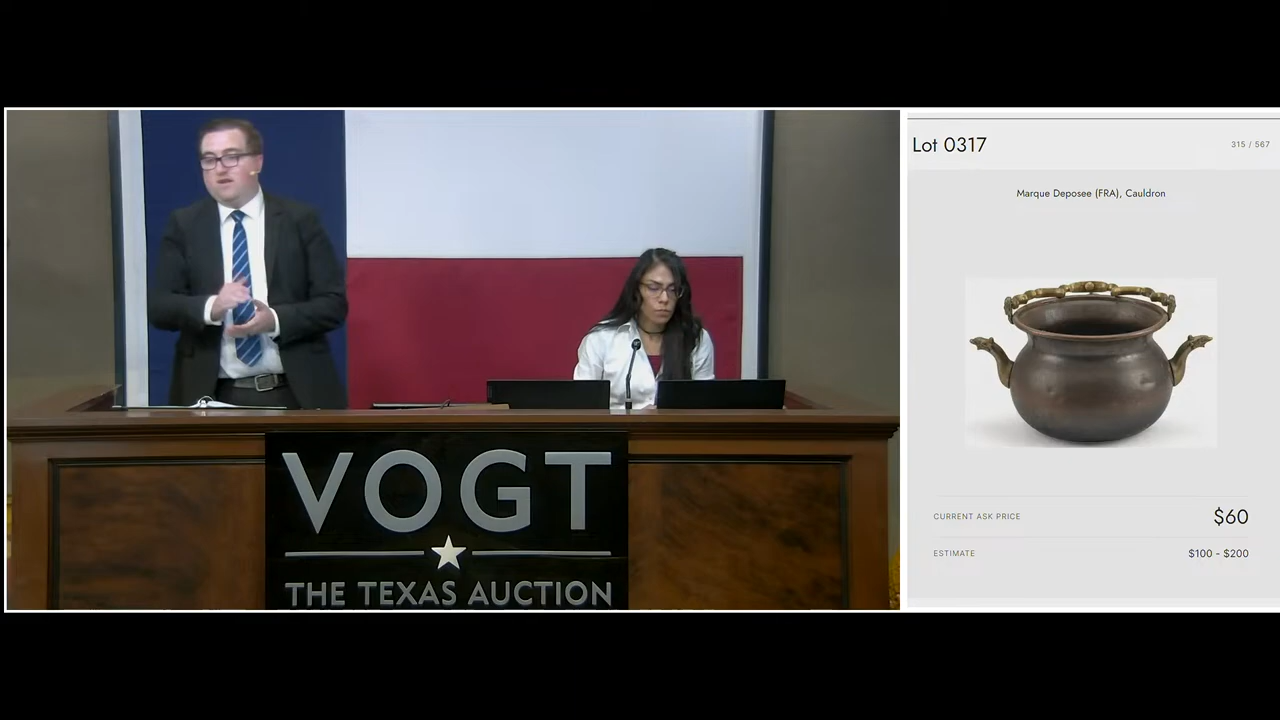 VOGT
THE TEXAS AUCTION
Lot 0317
315 / 567
Marque Deposee (FRA), Cauldron
CURRENT ASK PRICE
$60
ESTIMATE
$100 - $200